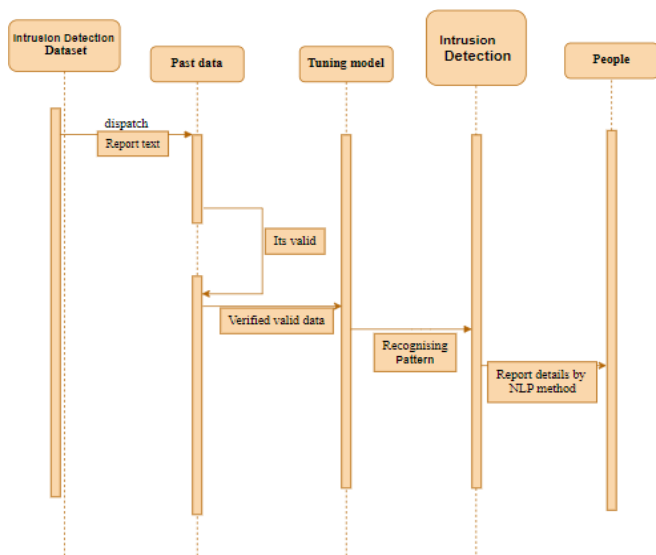 Intrusion Detection
Dataset
Past data
Tuning model
Intrusion
Detection
People
dispatch
Report text
Its valid
Verified valid data
Recognising
Pattern
Report details by
NLP method